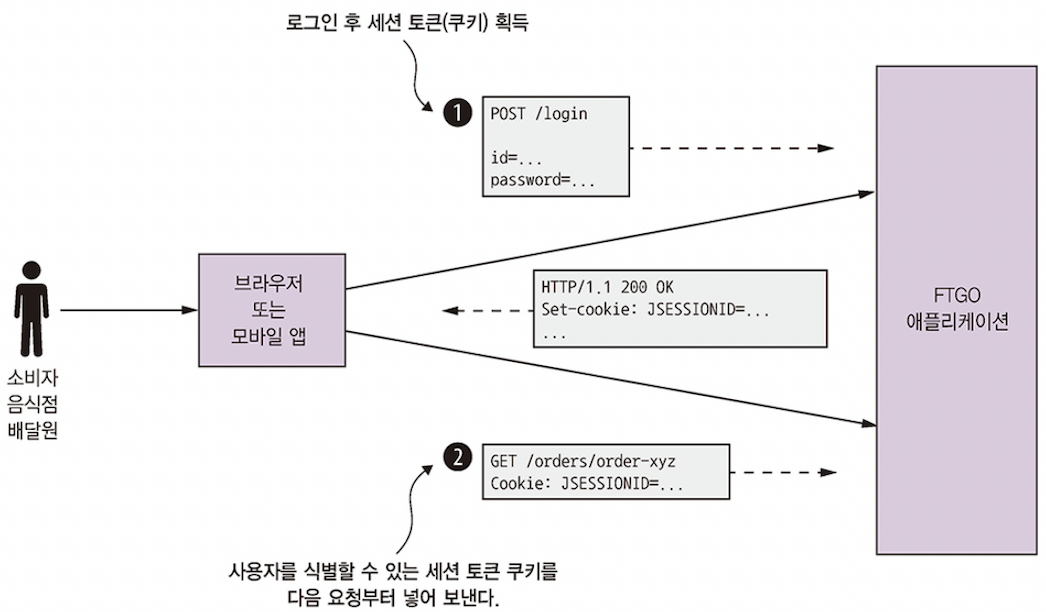 로그인 후 세션 토큰(쿠키) 획득
1
POST /login
id=...
password=...
브라우저
또는
모바일 앱
HTTP/1.1 200 OK
Set-cookie: JSESSIONID=...
...
FTGO
애플리케이션
소비자
음식점
배달원
2
GET /orders/order-xyz
Cookie: JSESSIONID=...
사용자를 식별할 수 있는 세션 토큰 쿠키를
다음 요청부터 넣어 보낸다.